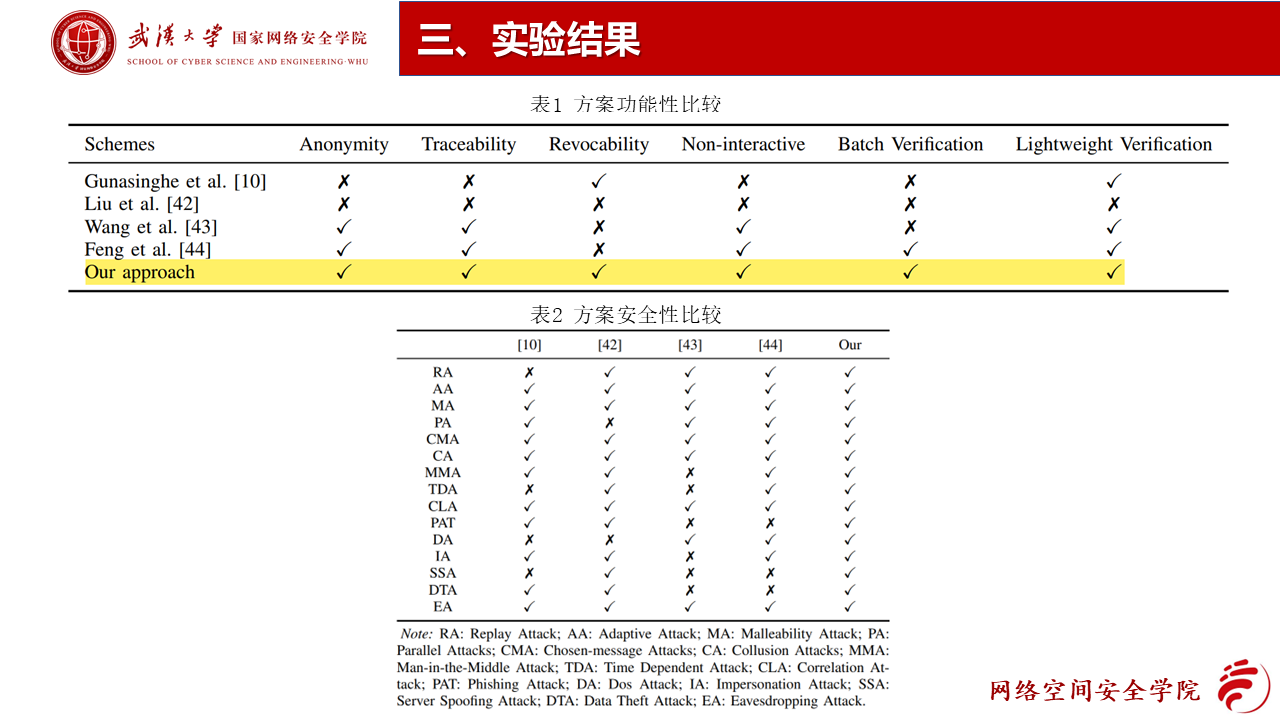 武汉大学 国家网络安全学院
SCHOOL OF CYBER SCIENCE AND ENGINEERING·WHU
三、实验结果
表1 方案功能性比较
Schemes Anonymity Traceability Revocability Non-interactive Batch Verification Lightweight Verification
Gunasinghe et al. [10] ✗ ✗ ✓ ✗ ✗ ✓
Liu et al. [42] ✗ ✗ ✗ ✗ ✗ ✗
Wang et al. [43] ✓ ✓ ✗ ✓ ✗ ✓
Feng et al. [44] ✓ ✓ ✗ ✓ ✓ ✓
Our approach ✓ ✓ ✓ ✓ ✓ ✓
表2 方案安全性比较
[10] [42] [43] [44] Our
RA ✗ ✓ ✓ ✓ ✓
AA ✓ ✓ ✓ ✓ ✓
MA ✓ ✓ ✓ ✓ ✓
PA ✓ ✗ ✓ ✓ ✓
CMA ✓ ✓ ✓ ✓ ✓
CA ✓ ✓ ✓ ✓ ✓
MMA ✓ ✓ ✗ ✓ ✓
TDA ✗ ✓ ✗ ✓ ✓
CLA ✓ ✓ ✓ ✓ ✓
PAT ✓ ✓ ✗ ✗ ✓
DA ✗ ✗ ✓ ✓ ✓
IA ✓ ✓ ✗ ✓ ✓
SSA ✗ ✓ ✗ ✗ ✓
DTA ✓ ✓ ✗ ✗ ✓
EA ✓ ✓ ✓ ✓ ✓
Note: RA: Replay Attack; AA: Adaptive Attack; MA: Malleability Attack; PA:
Parallel Attacks; CMA: Chosen-message Attacks; CA: Collusion Attacks; MMA:
Man-in-the-Middle Attack; TDA: Time Dependent Attack; CLA: Correlation At-
tack; PAT: Phishing Attack; DA: Dos Attack; IA: Impersonation Attack; SSA:
Server Spoofing Attack; DTA: Data Theft Attack; EA: Eavesdropping Attack.
网络空间安全学院